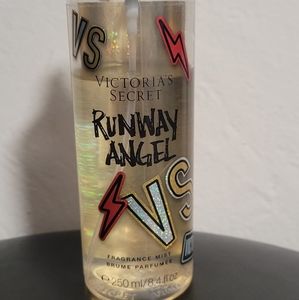 VS
VICTORIA'S
SECRET
RUNWAY
ANGEL
VS
FRAGRANCE MIST
BRUME PARFUMÉE
℮ 250 ml/8.4 fl oz